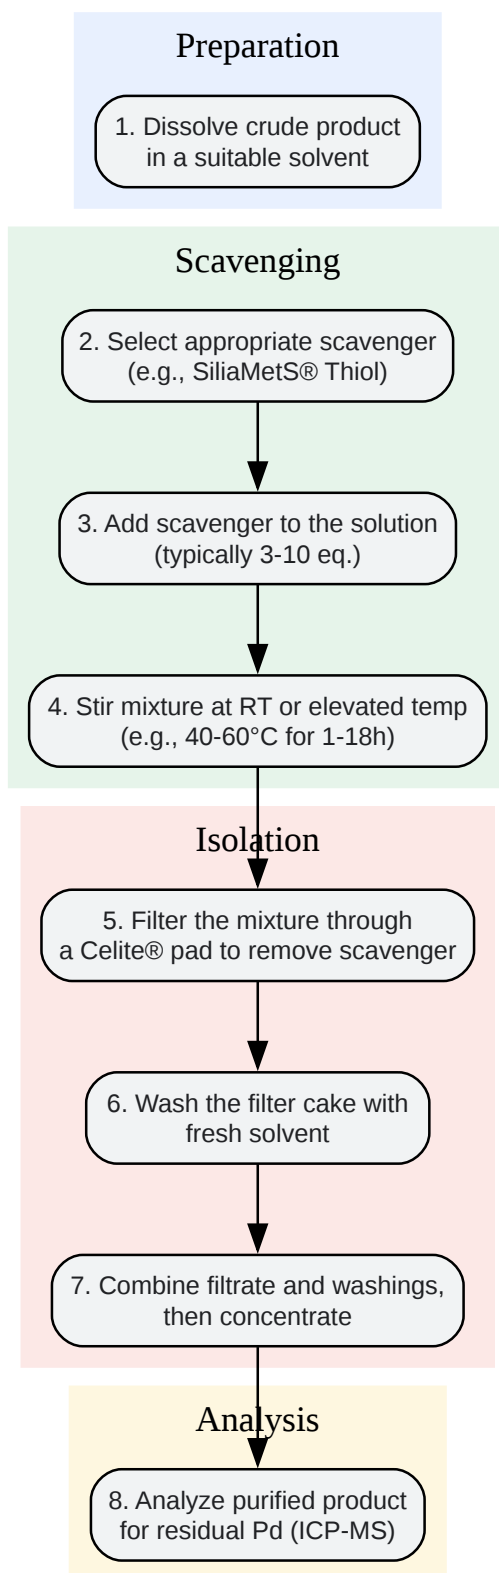 Preparation
1. Dissolve crude product
in a suitable solvent
Scavenging
2. Select appropriate scavenger
(e.g., SiliaMetS® Thiol)
3. Add scavenger to the solution
(typically 3-10 eq.)
4. Stir mixture at RT or elevated temp
(e.g., 40-60°C for 1-18h)
Isolation
5. Filter the mixture through
a Celite® pad to remove scavenger
6. Wash the filter cake with
fresh solvent
7. Combine filtrate and washings,
then concentrate
Analysis
8. Analyze purified product
for residual Pd (ICP-MS)